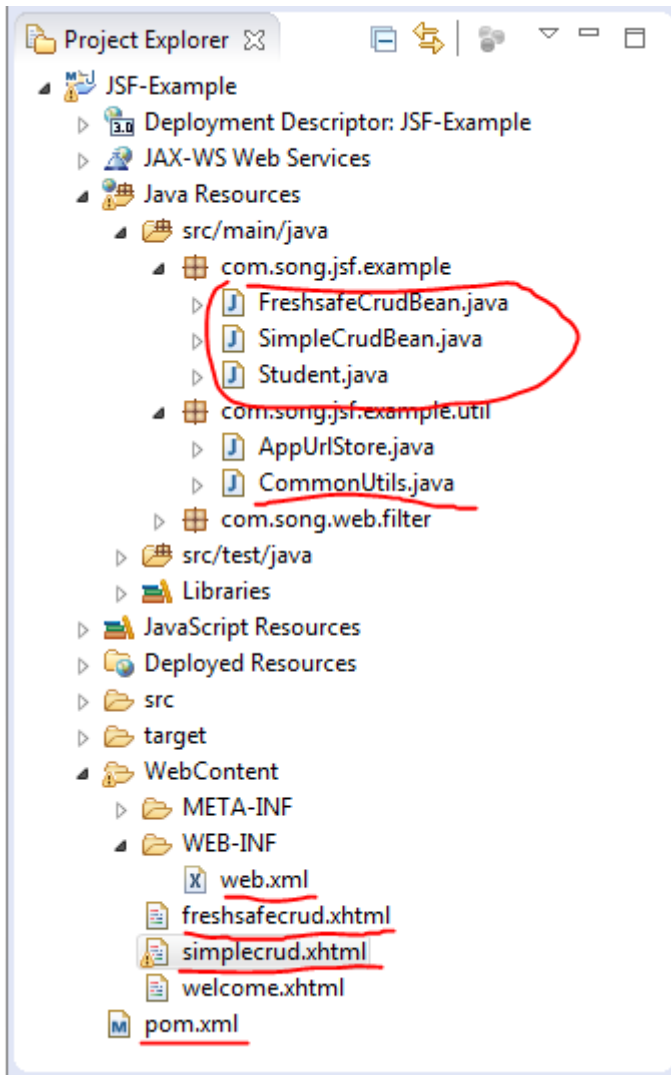 Project Explorer
JSF-Example
3.0 Deployment Descriptor: JSF-Example
JAX-WS Web Services
Java Resources
src/main/java
com.song.jsf.example
J FreshsafeCrudBean.java
J SimpleCrudBean.java
J Student.java
com.song.jsf.example.util
J AppUrlStore.java
J CommonUtils.java
com.song.web.filter
src/test/java
Libraries
JavaScript Resources
Deployed Resources
src
target
WebContent
META-INF
WEB-INF
X web.xml
freshsafecrud.xhtml
simplecrud.xhtml
welcome.xhtml
M pom.xml